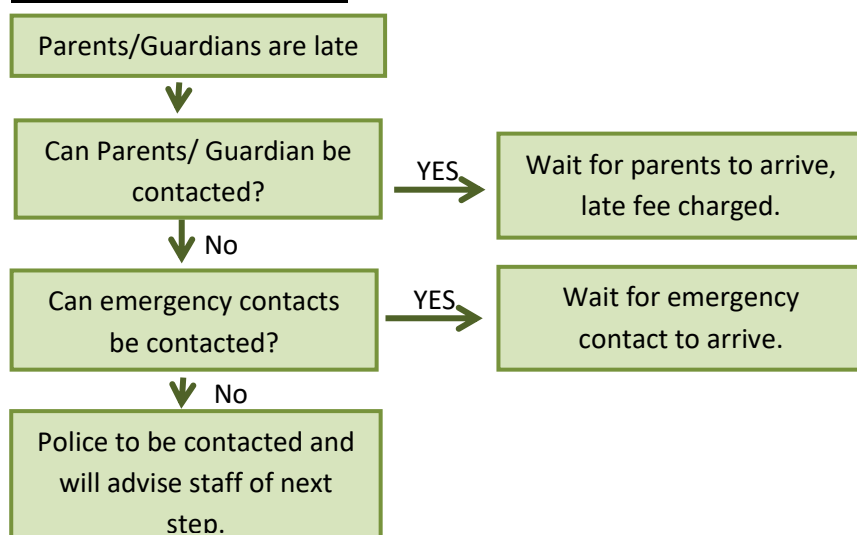 Parents/Guardians are late
Can Parents/ Guardian be
contacted?
YES
Wait for parents to arrive,
late fee charged.
No
Can emergency contacts
be contacted?
YES
Wait for emergency
contact to arrive.
No
Police to be contacted and
will advise staff of next
step.